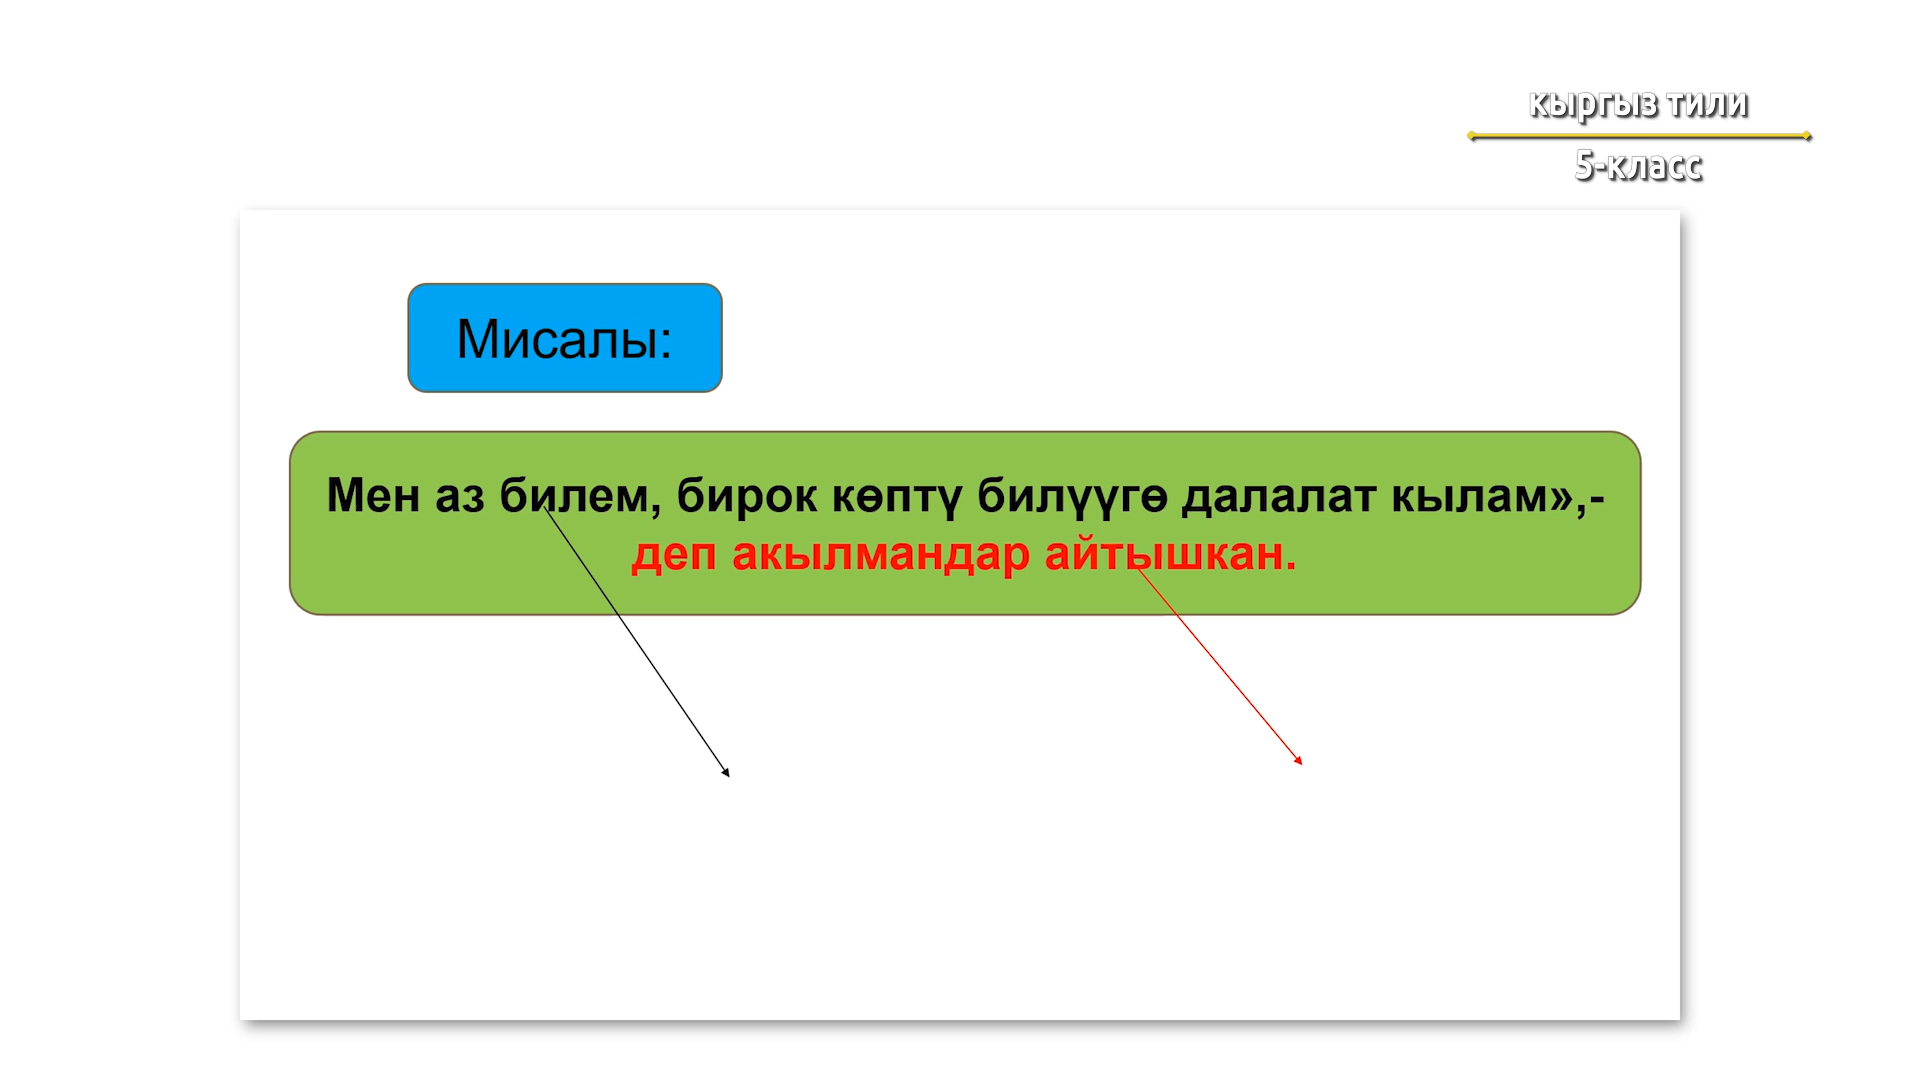 кыргыз тили
5-класс
Мисалы:
Мен аз билем, бирок көптү билүүгө далалат кылам»,-
деп акылмандар айтышкан.